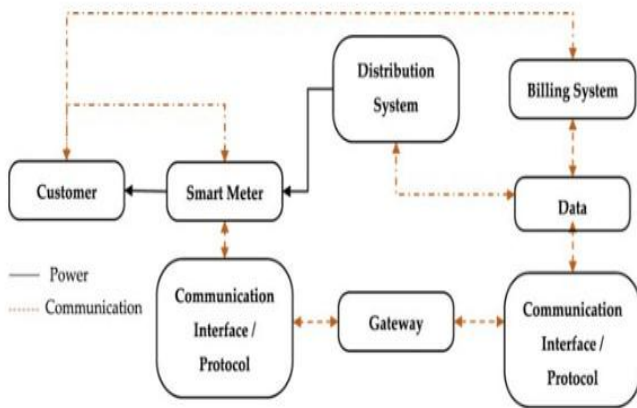 Distribution
System
Billing System
Customer
Smart Meter
Data
Power
Communication
Communication
Interface /
Protocol
Gateway
Communication
Interface /
Protocol